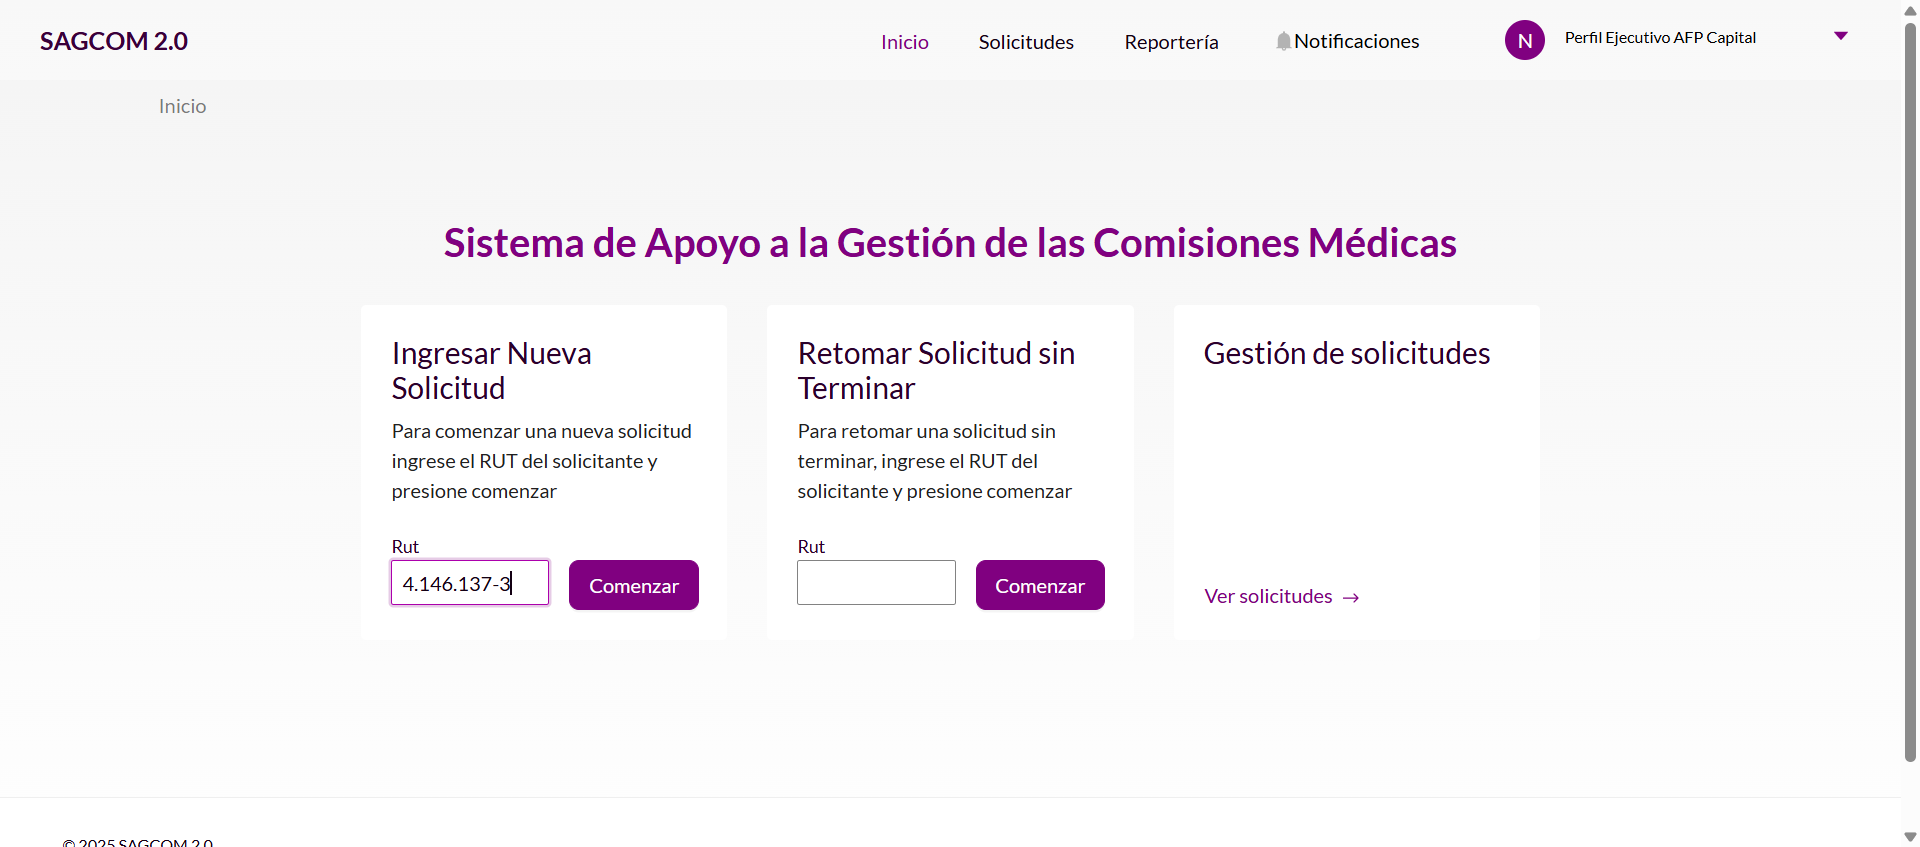 SAGCOM 2.0
Inicio
Solicitudes
Reportería
Notificaciones
N
Perfil Ejecutivo AFP Capital
Inicio
Sistema de Apoyo a la Gestión de las Comisiones Médicas
Ingresar Nueva
Solicitud
Para comenzar una nueva solicitud
ingrese el RUT del solicitante y
presione comenzar
Rut
4.146.137-3
Comenzar
Retomar Solicitud sin
Terminar
Para retomar una solicitud sin
terminar, ingrese el RUT del
solicitante y presione comenzar
Rut
Comenzar
Gestión de solicitudes
Ver solicitudes →
© 2025 SAGCOM 2.0